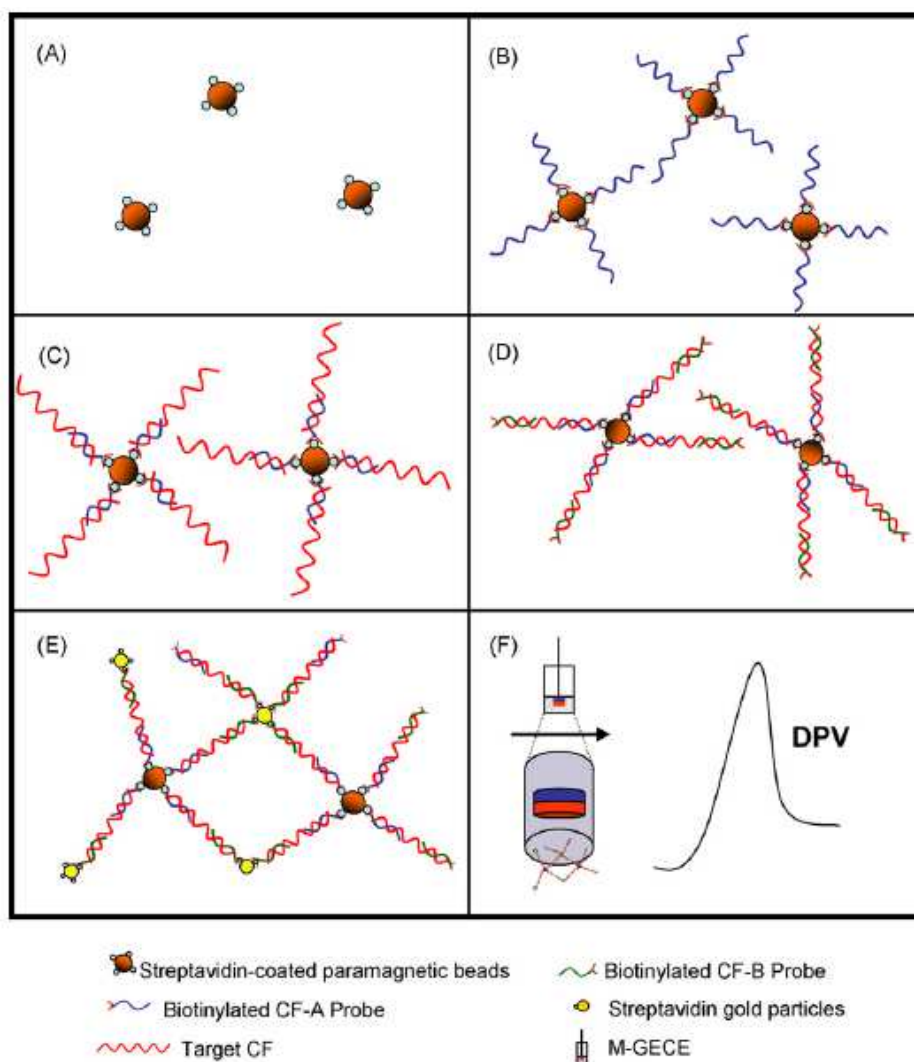 (A)
(B)
(C)
(D)
(E)
(F)
DPV
Streptavidin-coated paramagnetic beads
Biotinylated CF-B Probe
Biotinylated CF-A Probe
Streptavidin gold particles
Target CF
M-GECE